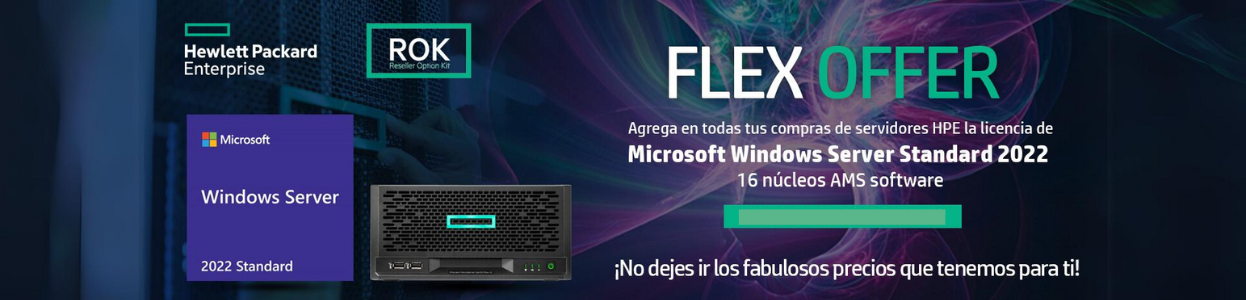 Hewlett Packard
Enterprise
ROK
Reseller Option Kit
Microsoft
Windows Server
2022 Standard
FLEX OFFER
Agrega en todas tus compras de servidores HPE la licencia de
Microsoft Windows Server Standard 2022
16 núcleos AMS software
¡No dejes ir los fabulosos precios que tenemos para ti!